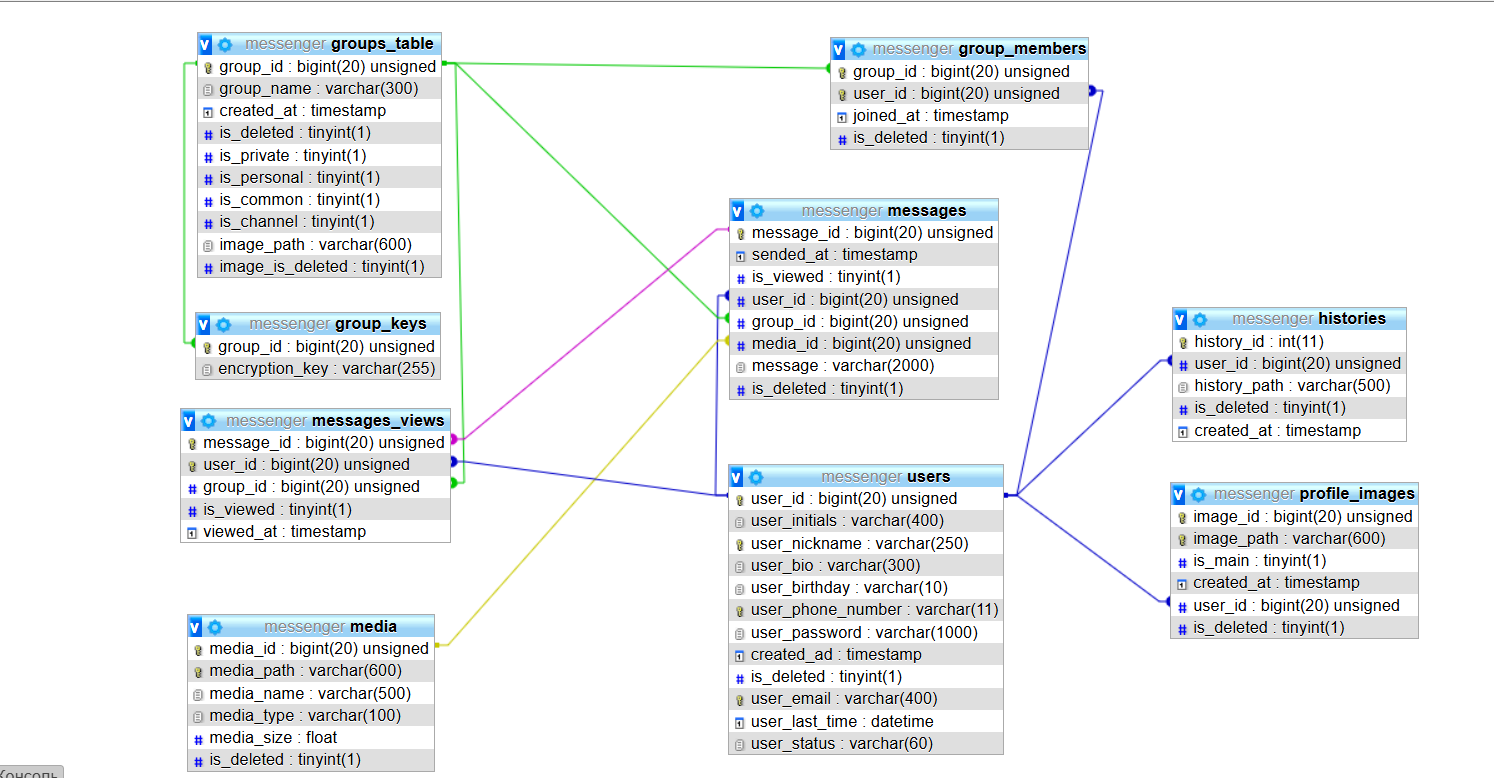 v messenger groups_table
group_id : bigint(20) unsigned
group_name : varchar(300)
created_at : timestamp
is_deleted : tinyint(1)
is_private : tinyint(1)
is_personal : tinyint(1)
is_common : tinyint(1)
is_channel : tinyint(1)
image_path : varchar(600)
image_is_deleted : tinyint(1)
v messenger group_keys
group_id : bigint(20) unsigned
encryption_key : varchar(255)
v messenger messages_views
message_id : bigint(20) unsigned
user_id : bigint(20) unsigned
group_id : bigint(20) unsigned
is_viewed : tinyint(1)
viewed_at : timestamp
v messenger media
media_id : bigint(20) unsigned
media_path : varchar(600)
media_name : varchar(500)
media_type : varchar(100)
media_size : float
is_deleted : tinyint(1)
v messenger group_members
group_id : bigint(20) unsigned
user_id : bigint(20) unsigned
joined_at : timestamp
is_deleted : tinyint(1)
v messenger messages
message_id : bigint(20) unsigned
sended_at : timestamp
is_viewed : tinyint(1)
user_id : bigint(20) unsigned
group_id : bigint(20) unsigned
media_id : bigint(20) unsigned
message : varchar(2000)
is_deleted : tinyint(1)
v messenger users
user_id : bigint(20) unsigned
user_initials : varchar(400)
user_nickname : varchar(250)
user_bio : varchar(300)
user_birthday : varchar(10)
user_phone_number : varchar(11)
user_password : varchar(1000)
created_ad : timestamp
is_deleted : tinyint(1)
user_email : varchar(400)
user_last_time : datetime
user_status : varchar(60)
v messenger histories
history_id : int(11)
user_id : bigint(20) unsigned
history_path : varchar(500)
is_deleted : tinyint(1)
created_at : timestamp
v messenger profile_images
image_id : bigint(20) unsigned
image_path : varchar(600)
is_main : tinyint(1)
created_at : timestamp
user_id : bigint(20) unsigned
is_deleted : tinyint(1)
Консоль